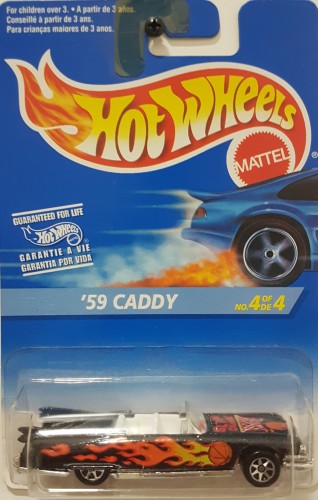 For children over 3. • A partir de 3 años.
Conseillé à partir de 3 ans.
Para crianças maiores de 3 anos.
HOT WHEELS
MATTEL
GUARANTEED FOR LIFE
HOT WHEELS
GARANTIE À VIE
GARANTIA POR VIDA
'59 CADDY
NO. 4 OF DE 4